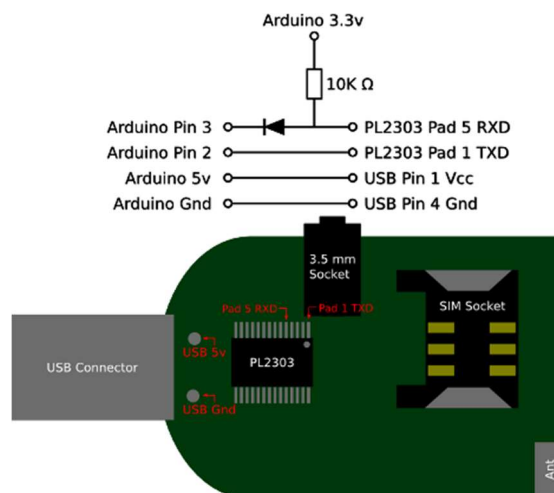 Arduino 3.3v
10K Ω
Arduino Pin 3 PL2303 Pad 5 RXD
Arduino Pin 2 PL2303 Pad 1 TXD
Arduino 5v USB Pin 1 Vcc
Arduino Gnd USB Pin 4 Gnd
3.5 mm
Socket
Pad 5 RXD Pad 1 TXD
SIM Socket
USB 5v
USB Connector
PL2303
USB Gnd
Ant